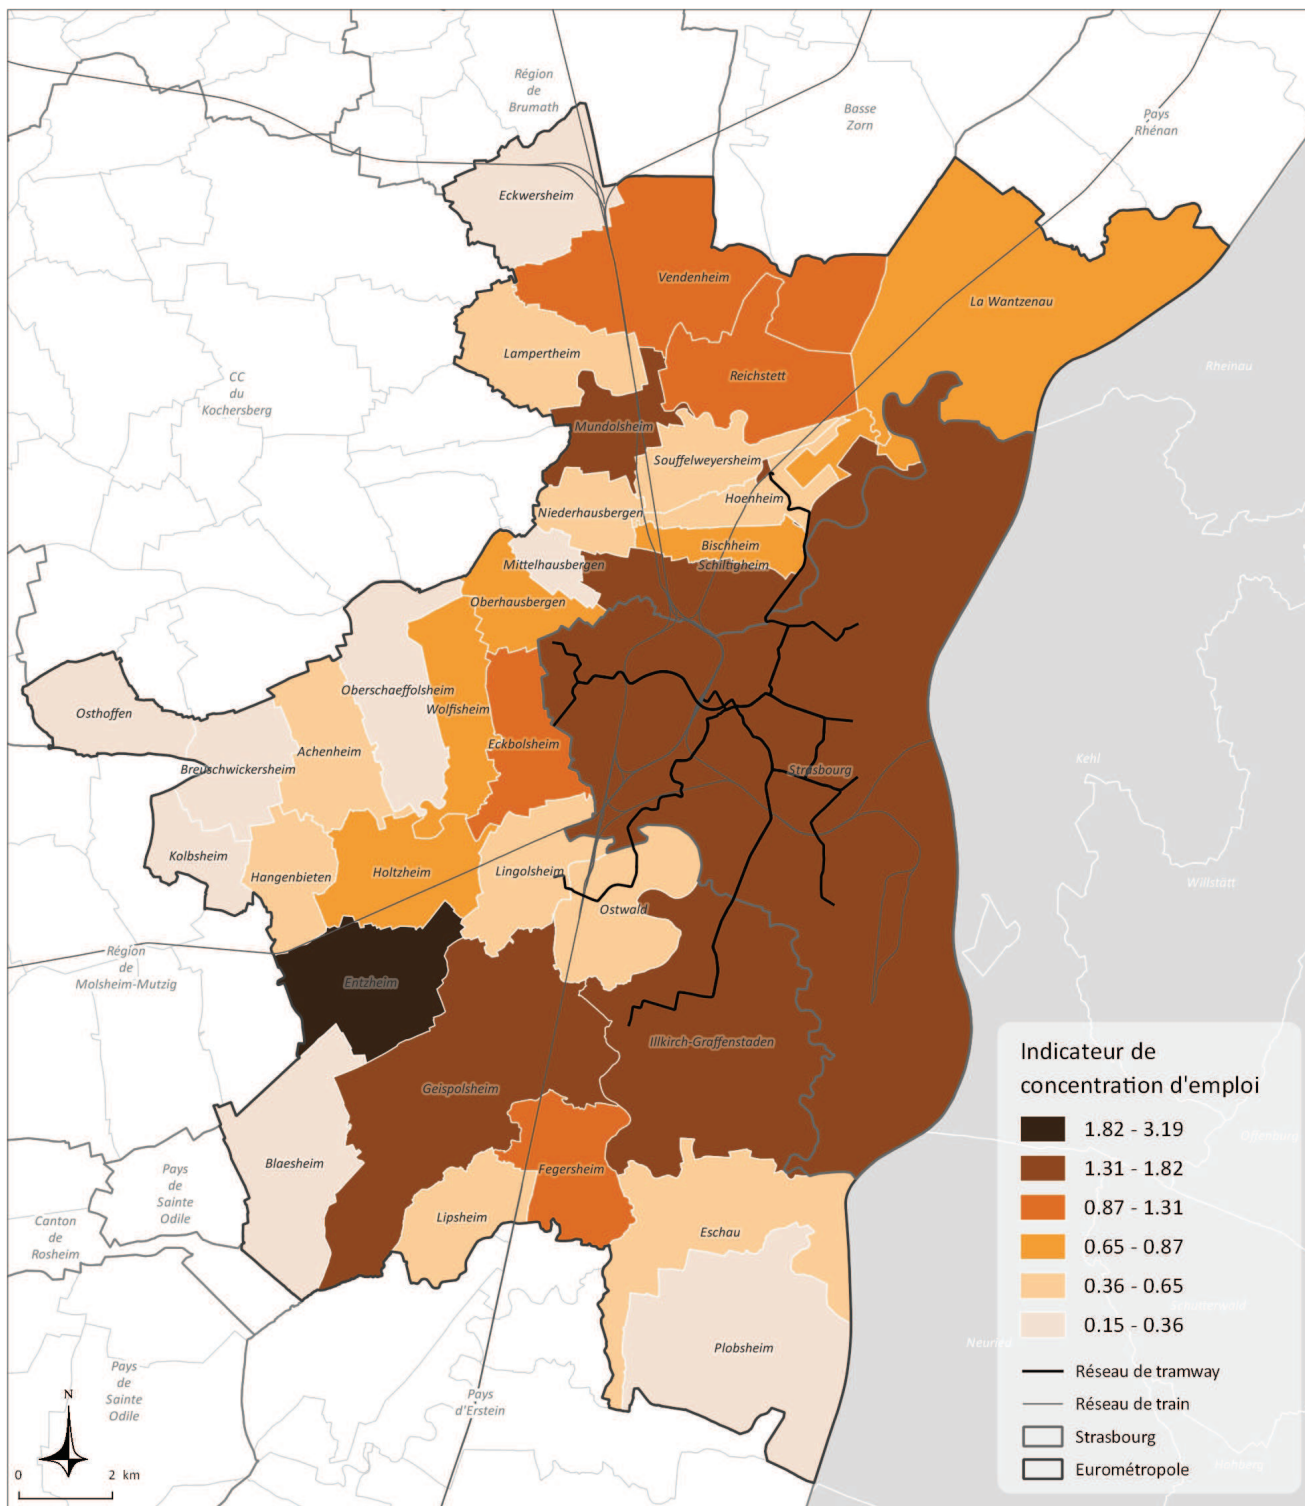 Région
de
Brumath
Basse
Zorn
Pays
Rhénan
Eckwersheim
Vendenheim
La Wantzenau
Lampertheim
Reichstett
Rheinau
CC
du
Kochersberg
Mundolsheim
Souffelweyersheim
Hoenheim
Niederhausbergen
Bischheim
Schiltigheim
Mittelhausbergen
Oberhausbergen
Oberschaeffolsheim
Wolfisheim
Osthoffen
Achenheim
Eckbolsheim
Breuschwickersheim
Strasbourg
Kehl
Kolbsheim
Hangenbieten
Holtzheim
Lingolsheim
Willstätt
Ostwald
Région
de
Molsheim-Mutzig
Entzheim
Illkirch-Graffenstaden
Geispolsheim
Blaesheim
Fegersheim
Pays
de
Sainte
Odile
Canton
de
Rosheim
Lipsheim
Eschau
Plobsheim
Pays
de
Sainte
Odile
Pays
d'Erstein
Offenburg
Schutterwald
Neuried
Hohberg
Indicateur de
concentration d'emploi
1.82 - 3.19
1.31 - 1.82
0.87 - 1.31
0.65 - 0.87
0.36 - 0.65
0.15 - 0.36
Réseau de tramway
Réseau de train
Strasbourg
Eurométropole
N
0 2 km